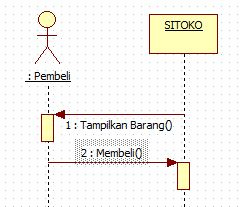 SITOKO
: Pembeli
1 : Tampilkan Barang()
2 : Membeli()